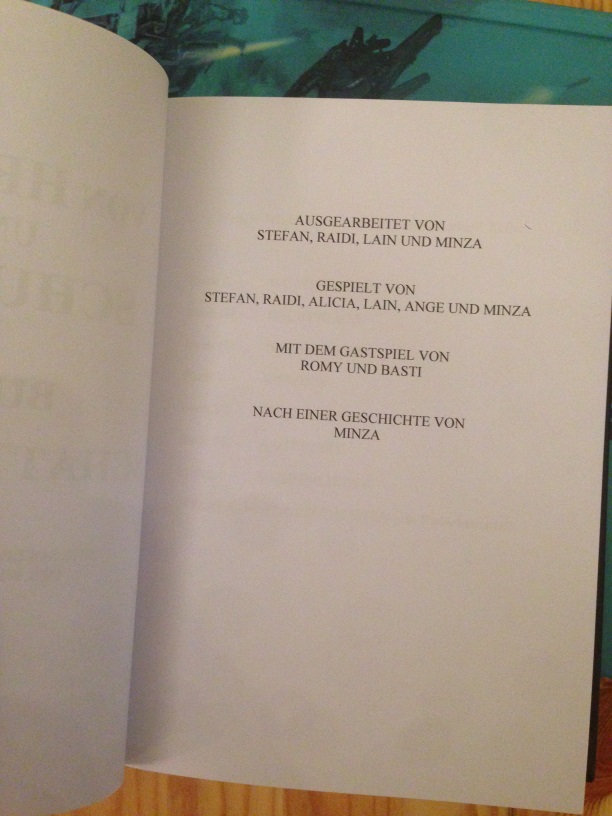 AUSGEARBEITET VON
STEFAN, RAIDI, LAIN UND MINZA
GESPIELT VON
STEFAN, RAIDI, ALICIA, LAIN, ANGE UND MINZA
MIT DEM GASTSPIEL VON
ROMY UND BASTI
NACH EINER GESCHICHTE VON
MINZA